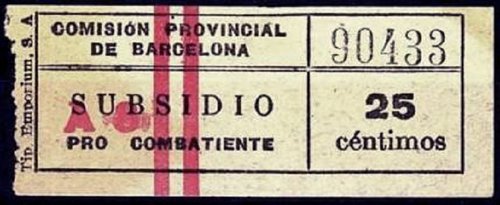 Tip. Emporium, S. A
COMISIÓN PROVINCIAL
DE BARCELONA
90433
SUBSIDIO
PRO COMBATIENTE
25
céntimos